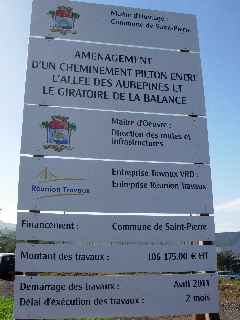 Maître d'Ouvrage :
Commune de Saint-Pierre
AMENAGEMENT
D'UN CHEMINEMENT PIETON ENTRE
L'ALLEE DES AUBEPINES ET
LE GIRATOIRE DE LA BALANCE
Maître d'Oeuvre :
Direction des routes et
infrastructures
Réunion Travaux
Entreprise Travaux VRD :
Entreprise Réunion Travaux
Financement : Commune de Saint-Pierre
Montant des travaux : 106 175.00 € HT
Démarrage des travaux : Avril 2011
Délai d'exécution des travaux : 2 mois